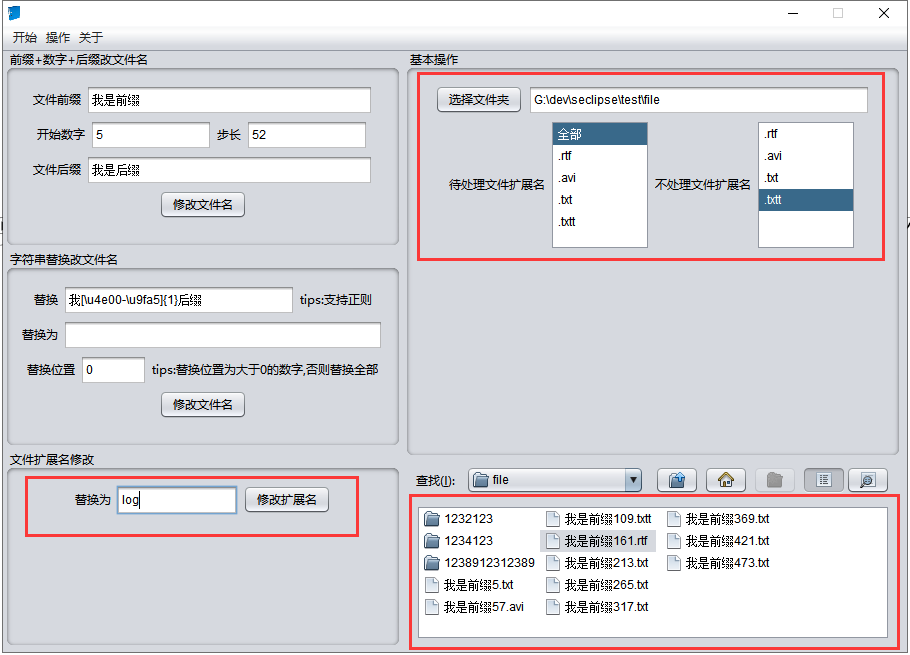 开始 操作 关于
前缀+数字+后缀改文件名
文件前缀 我是前缀
开始数字 5 步长 52
文件后缀 我是后缀
修改文件名
字符串替换改文件名
替换 我[\u4e00-\u9fa5]{1}后缀 tips:支持正则
替换为
替换位置 0 tips:替换位置为大于0的数字,否则替换全部
修改文件名
文件扩展名修改
替换为 log 修改扩展名
基本操作
选择文件夹 G:\dev\seclipse\test\file
待处理文件扩展名
全部
.rtf
.avi
.txt
.txtt
不处理文件扩展名
.rtf
.avi
.txt
.txtt
查找(I): file
1232123 我是前缀109.txtt 我是前缀369.txt
1234123 我是前缀161.rtf 我是前缀421.txt
1238912312389 我是前缀213.txt 我是前缀473.txt
我是前缀5.txt 我是前缀265.txt
我是前缀57.avi 我是前缀317.txt